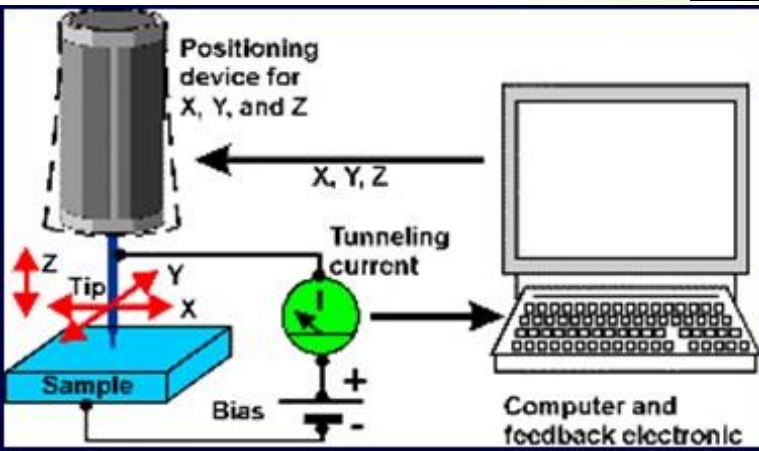 Positioning
device for
X, Y, and Z
X, Y, Z
Tunneling
current
Z
Tip
Y
X
I
Sample
Bias
+
-
Computer and
feedback electronic